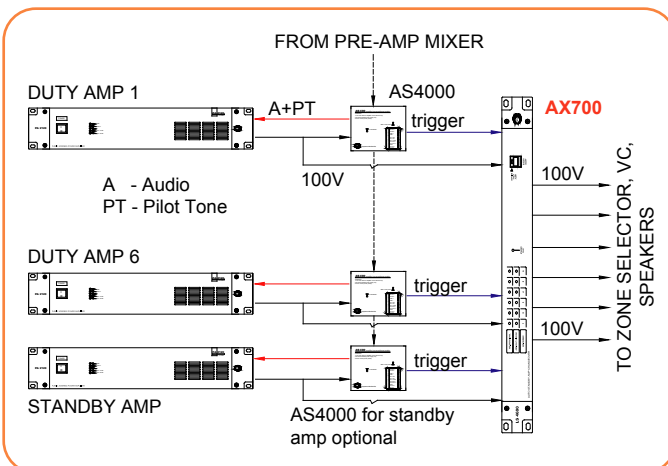 FROM PRE-AMP MIXER
DUTY AMP 1
A+PT
AS4000
trigger
AX700
100V
100V
A - Audio
PT - Pilot Tone
DUTY AMP 6
trigger
100V
trigger
STANDBY AMP
AS4000 for standby
amp optional
TO ZONE SELECTOR, VC,
SPEAKERS